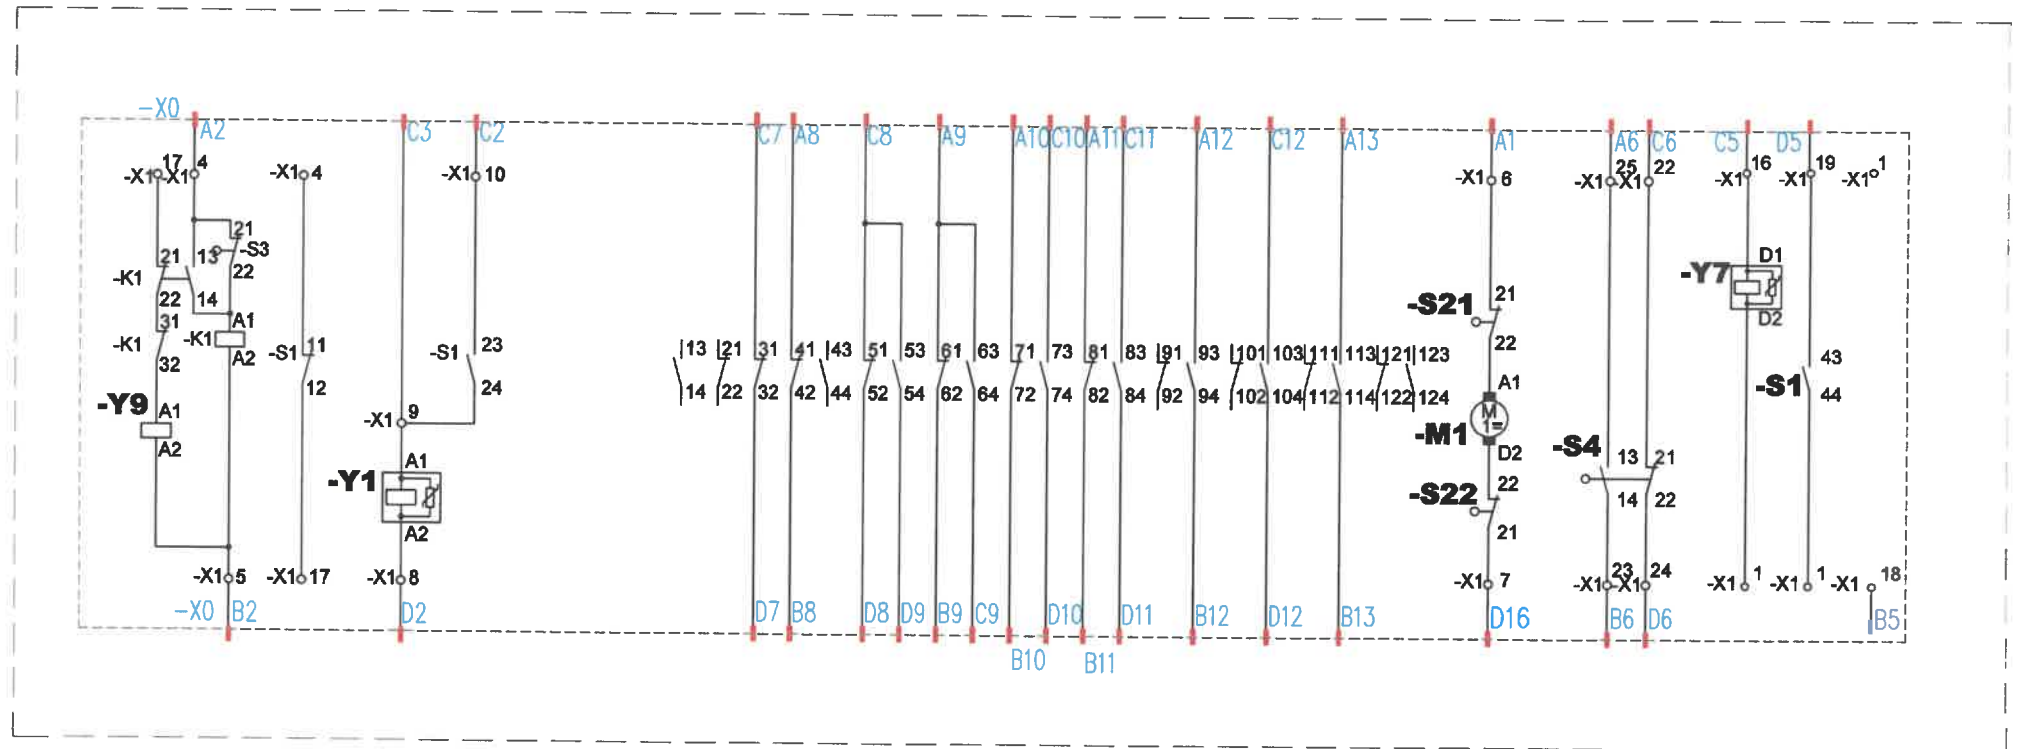 -X0
A2 C3 C2 C7 A8 C8 A9 A10 C10 A11 C11 A12 C12 A13 A1 A6 C6 C5 D5
-X1 17 -X1 4 -X1 4 -X1 10 -X1 6 -X1 25 -X1 22 -X1 16 -X1 19 -X1 1
21
-S3
22
21 13
-K1
22 14
31 A1
-K1 -K1
32 A2
-Y9 A1
A2
-S1 11
12
-S1 23
24
-X1 9
A1
-Y1
A2
13 21 31 41 43 51 53 61 63 71 73 81 83 91 93 101 103 111 113 121 123
14 22 32 42 44 52 54 62 64 72 74 82 84 92 94 102 104 112 114 122 124
21
-S21
22
A1
M
1=
-M1
D2
22
-S22
21
-S4 13 21
14 22
D1
-Y7
D2
43
-S1
44
-X1 5 -X1 17 -X1 8 -X1 7 -X1 23 -X1 24 -X1 1 -X1 1 -X1 18
-X0 B2 D2 D7 B8 D8 D9 B9 C9 D10 D11 B12 D12 B13 D16 B6 D6 B5
B10 B11